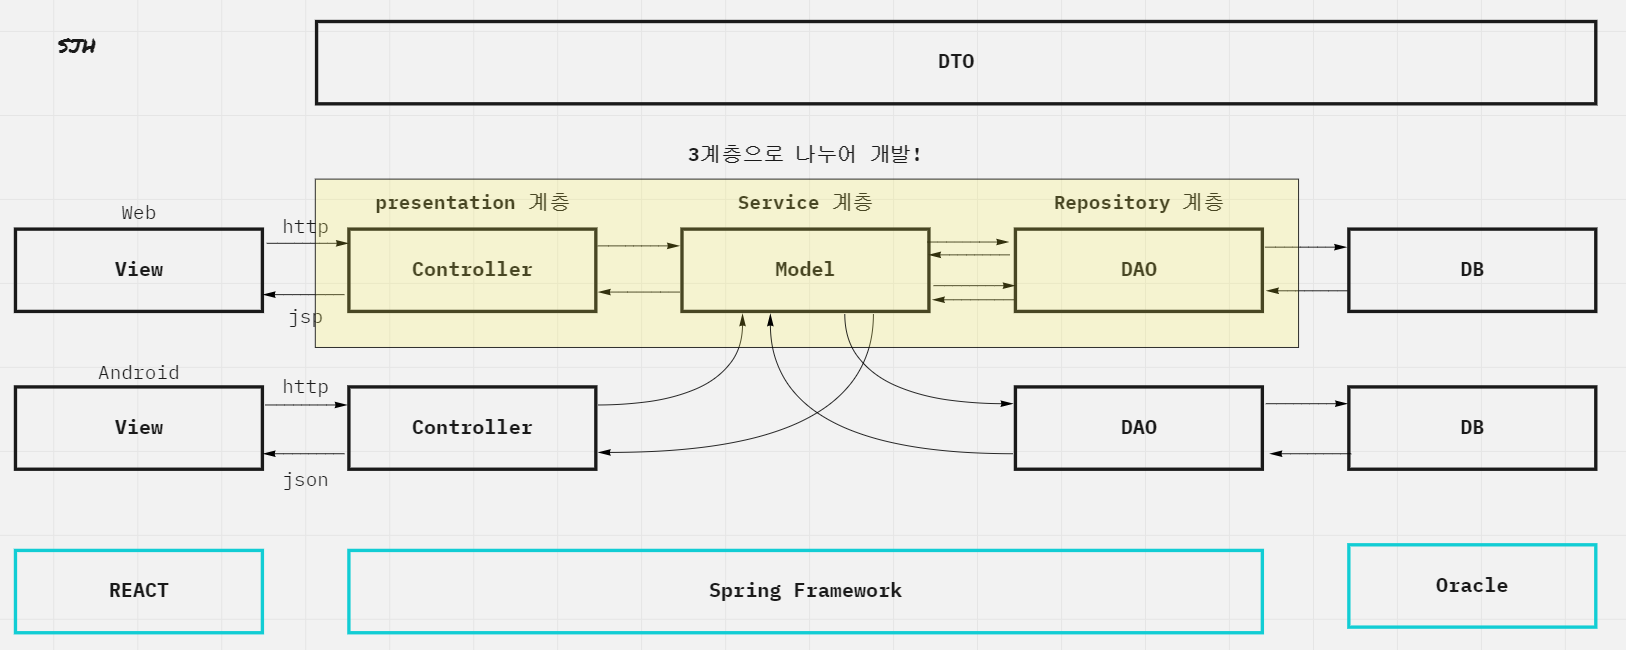 SJH
DTO
3계층으로 나누어 개발!
presentation 계층
Service 계층
Repository 계층
Web
http
View
Controller
Model
DAO
DB
jsp
Android
http
View
Controller
DAO
DB
json
REACT
Spring Framework
Oracle